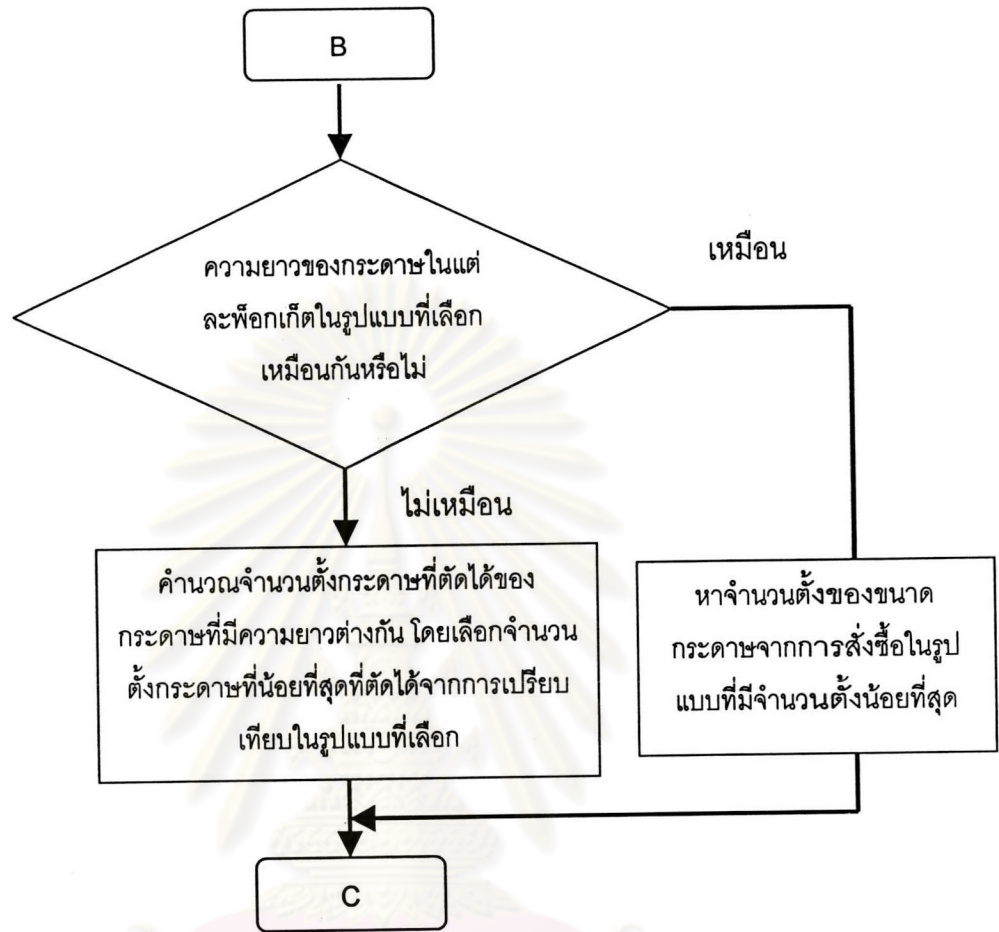 B
ความยาวของกระดาษในแต่
ละพ็อกเก็ตในรูปแบบที่เลือก
เหมือนกันหรือไม่
เหมือน
ไม่เหมือน
คำนวณจำนวนตั้งกระดาษที่ตัดได้ของ
กระดาษที่มีความยาวต่างกัน โดยเลือกจำนวน
ตั้งกระดาษที่น้อยที่สุดที่ตัดได้จากการเปรียบ
เทียบในรูปแบบที่เลือก
หาจำนวนตั้งของขนาด
กระดาษจากการสั่งซื้อในรูป
แบบที่มีจำนวนตั้งน้อยที่สุด
C